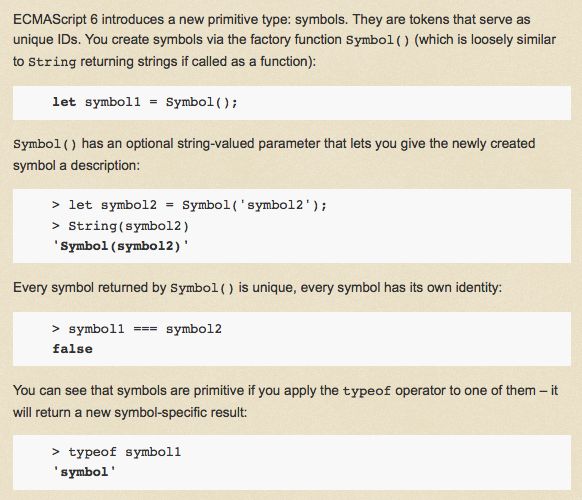 ECMAScript 6 introduces a new primitive type: symbols. They are tokens that serve as
unique IDs. You create symbols via the factory function Symbol() (which is loosely similar
to String returning strings if called as a function):
let symbol1 = Symbol();
Symbol() has an optional string-valued parameter that lets you give the newly created
symbol a description:
> let symbol2 = Symbol('symbol2');
> String(symbol2)
'Symbol(symbol2)'
Every symbol returned by Symbol() is unique, every symbol has its own identity:
> symbol1 === symbol2
false
You can see that symbols are primitive if you apply the typeof operator to one of them – it
will return a new symbol-specific result:
> typeof symbol1
'symbol'